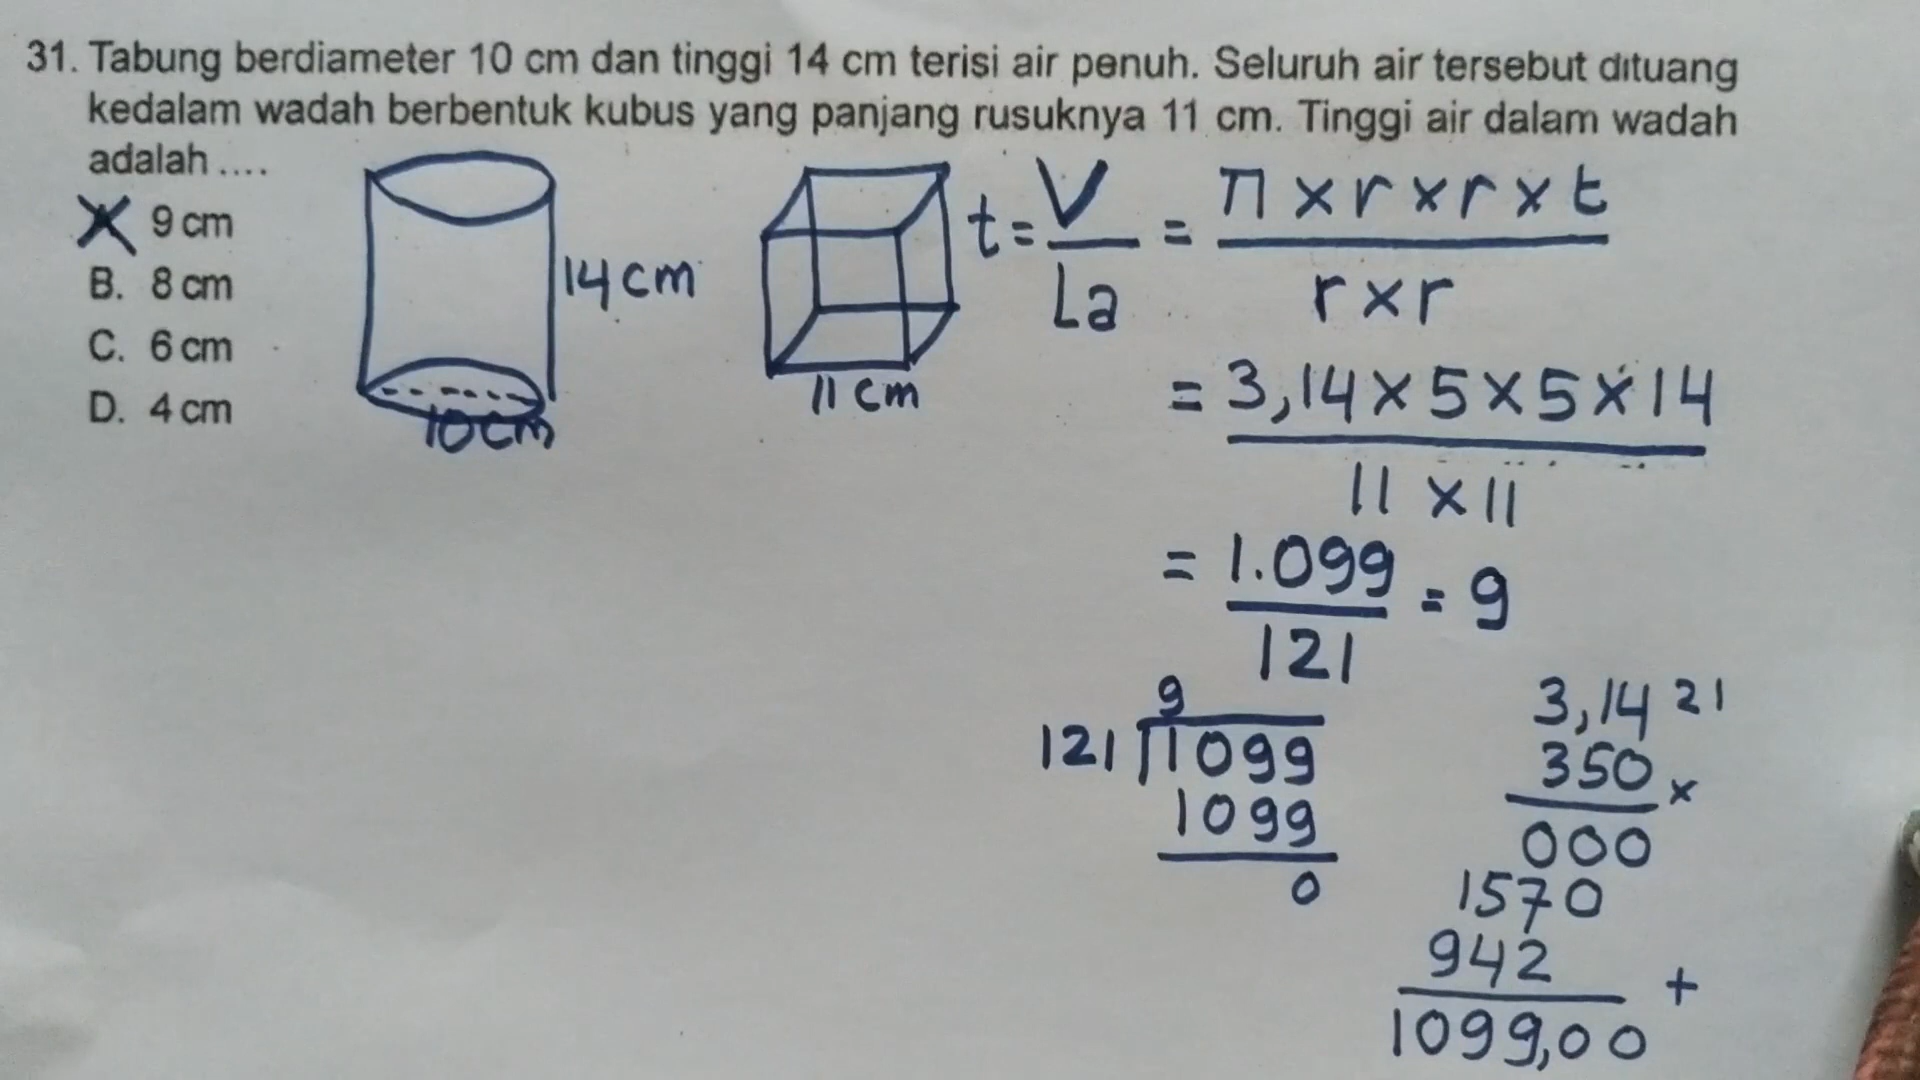 31. Tabung berdiameter 10 cm dan tinggi 14 cm terisi air penuh. Seluruh air tersebut dituang
kedalam wadah berbentuk kubus yang panjang rusuknya 11 cm. Tinggi air dalam wadah
adalah ....
A. 9 cm
B. 8 cm
C. 6 cm
D. 4 cm
14 cm
10 cm
11 cm
t = V / La = π x r x r x t / r x r
= 3,14 x 5 x 5 x 14 / 11 x 11
= 1.099 / 121 = 9
9
121 1099
1099
0
3,14 21
350 x
000
1570
942 +
1099,00